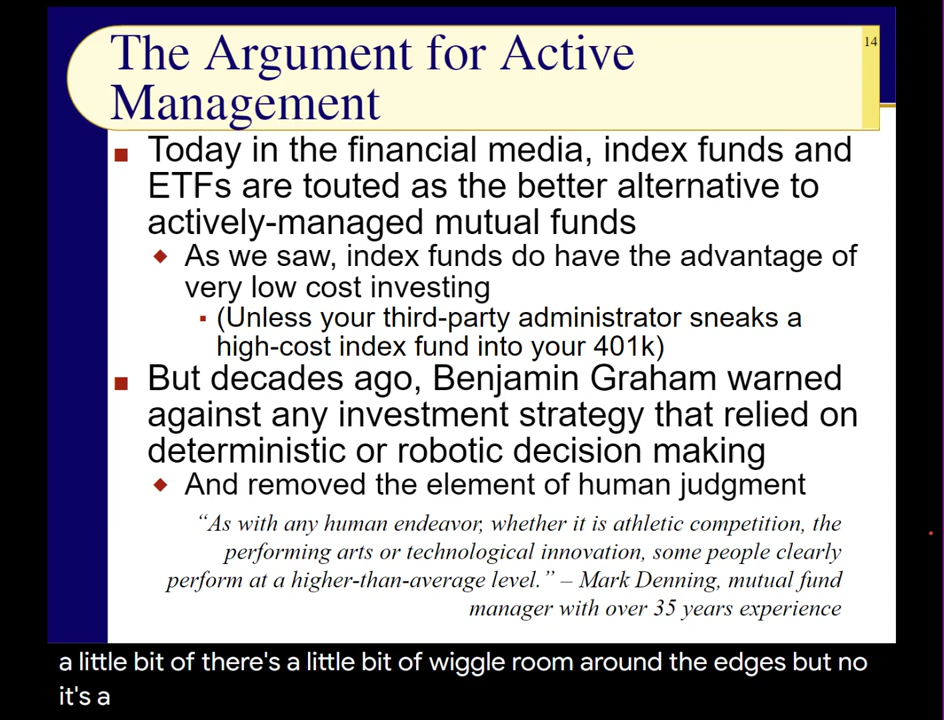 The Argument for Active
Management
14
Today in the financial media, index funds and
ETFs are touted as the better alternative to
actively-managed mutual funds
As we saw, index funds do have the advantage of
very low cost investing
(Unless your third-party administrator sneaks a
high-cost index fund into your 401k)
But decades ago, Benjamin Graham warned
against any investment strategy that relied on
deterministic or robotic decision making
And removed the element of human judgment
“As with any human endeavor, whether it is athletic competition, the
performing arts or technological innovation, some people clearly
perform at a higher-than-average level.” – Mark Denning, mutual fund
manager with over 35 years experience
a little bit of there's a little bit of wiggle room around the edges but no
it's a